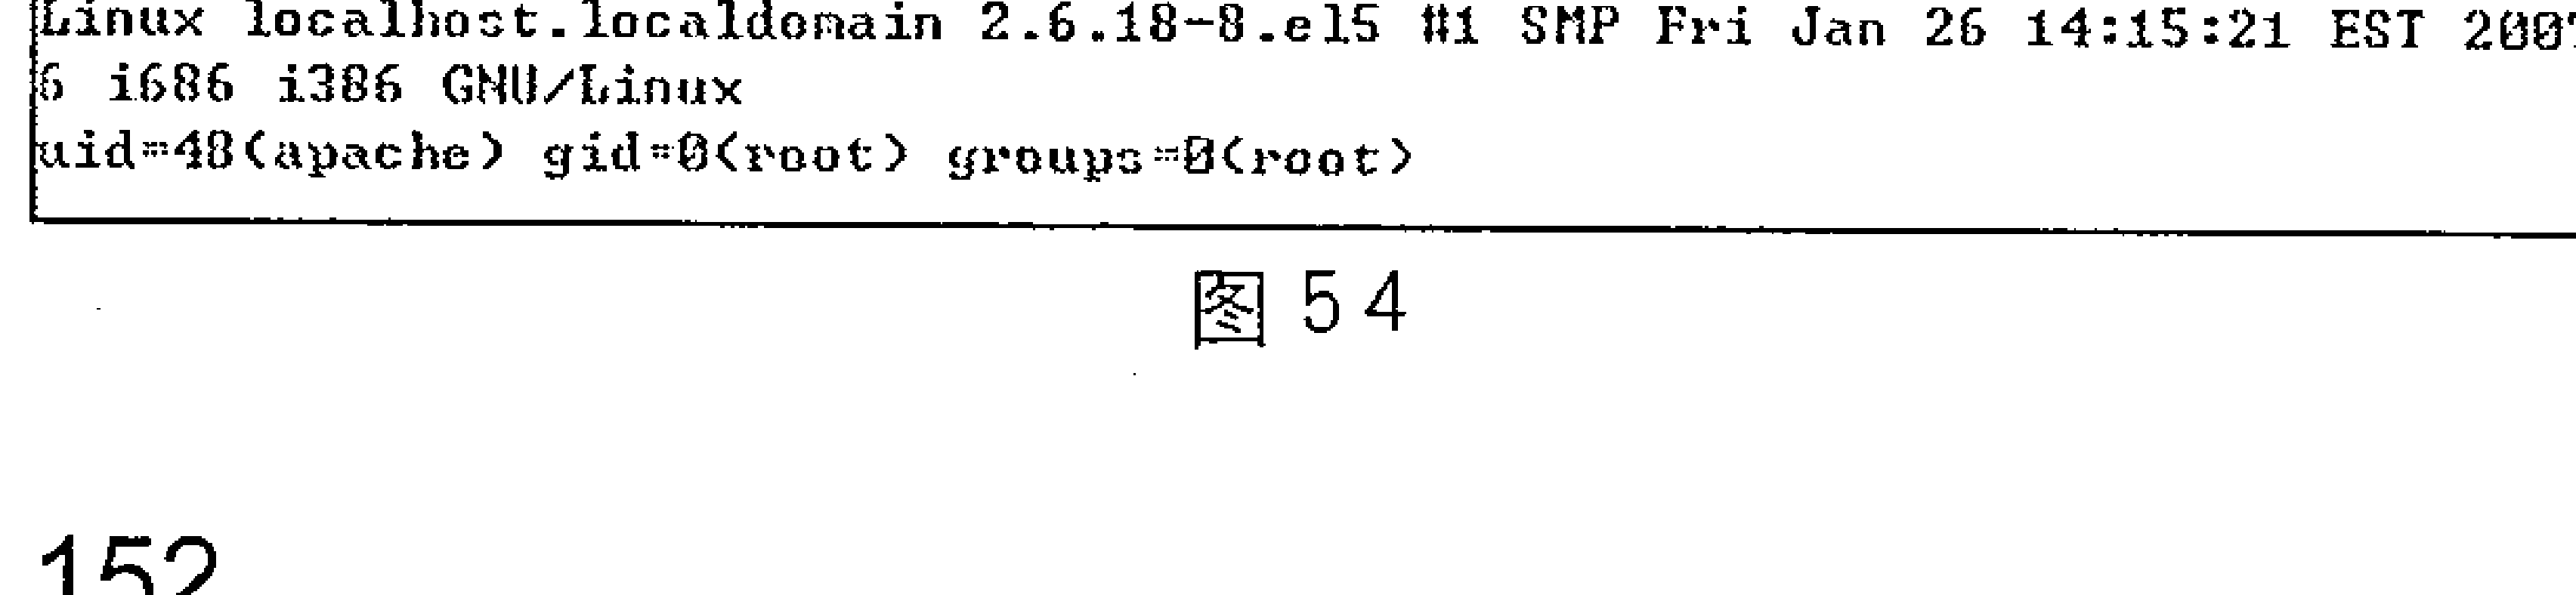 Linux localhost.localdomain 2.6.18-8.el5 #1 SMP Fri Jan 26 14:15:21 EST 2007
6 i686 i386 GNU/Linux
uid=48(apache) gid=0(root) groups=0(root)
图 54
152